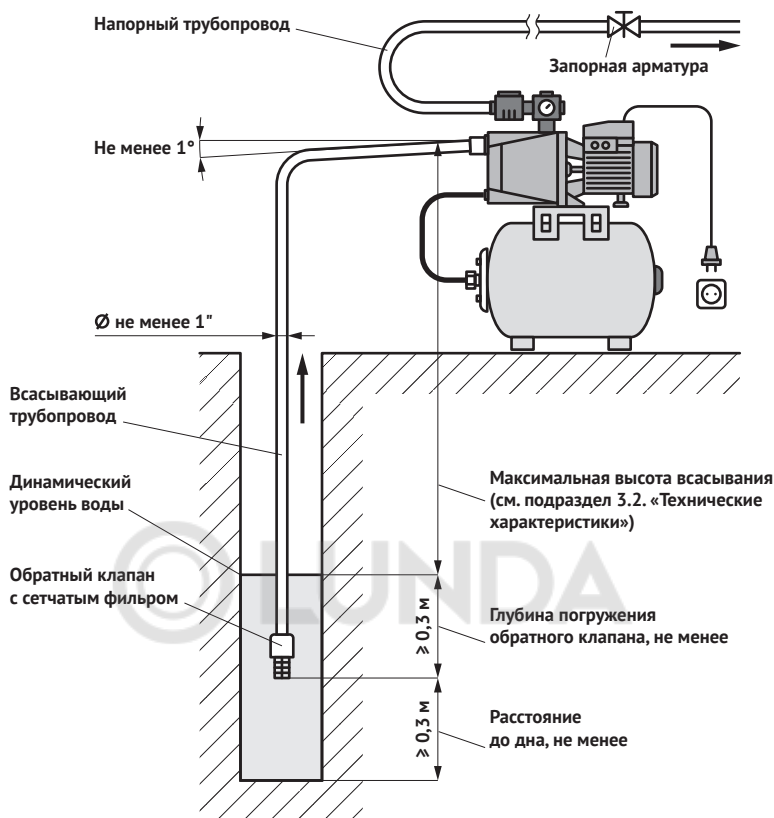 Напорный трубопровод
Запорная арматура
Не менее 1°
Ø не менее 1"
Всасывающий
трубопровод
Динамический
уровень воды
Максимальная высота всасывания
(см. подраздел 3.2. «Технические
характеристики»)
Обратный клапан
с сетчатым фильром
LUNDA
≥ 0,3 м
Глубина погружения
обратного клапана, не менее
≥ 0,3 м
Расстояние
до дна, не менее